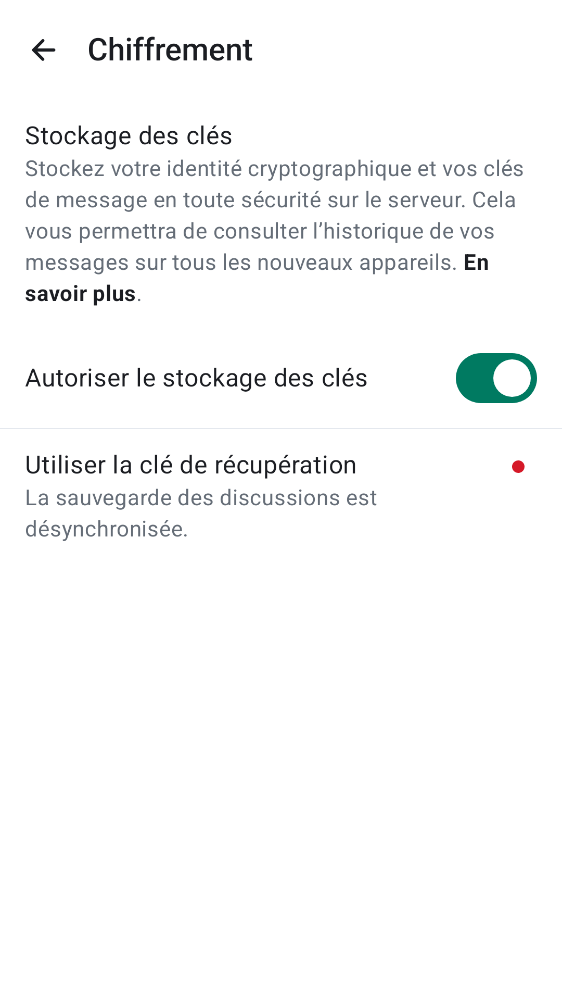 Chiffrement
Stockage des clés
Stockez votre identité cryptographique et vos clés
de message en toute sécurité sur le serveur. Cela
vous permettra de consulter l’historique de vos
messages sur tous les nouveaux appareils. En
savoir plus.
Autoriser le stockage des clés
Utiliser la clé de récupération
La sauvegarde des discussions est
désynchronisée.